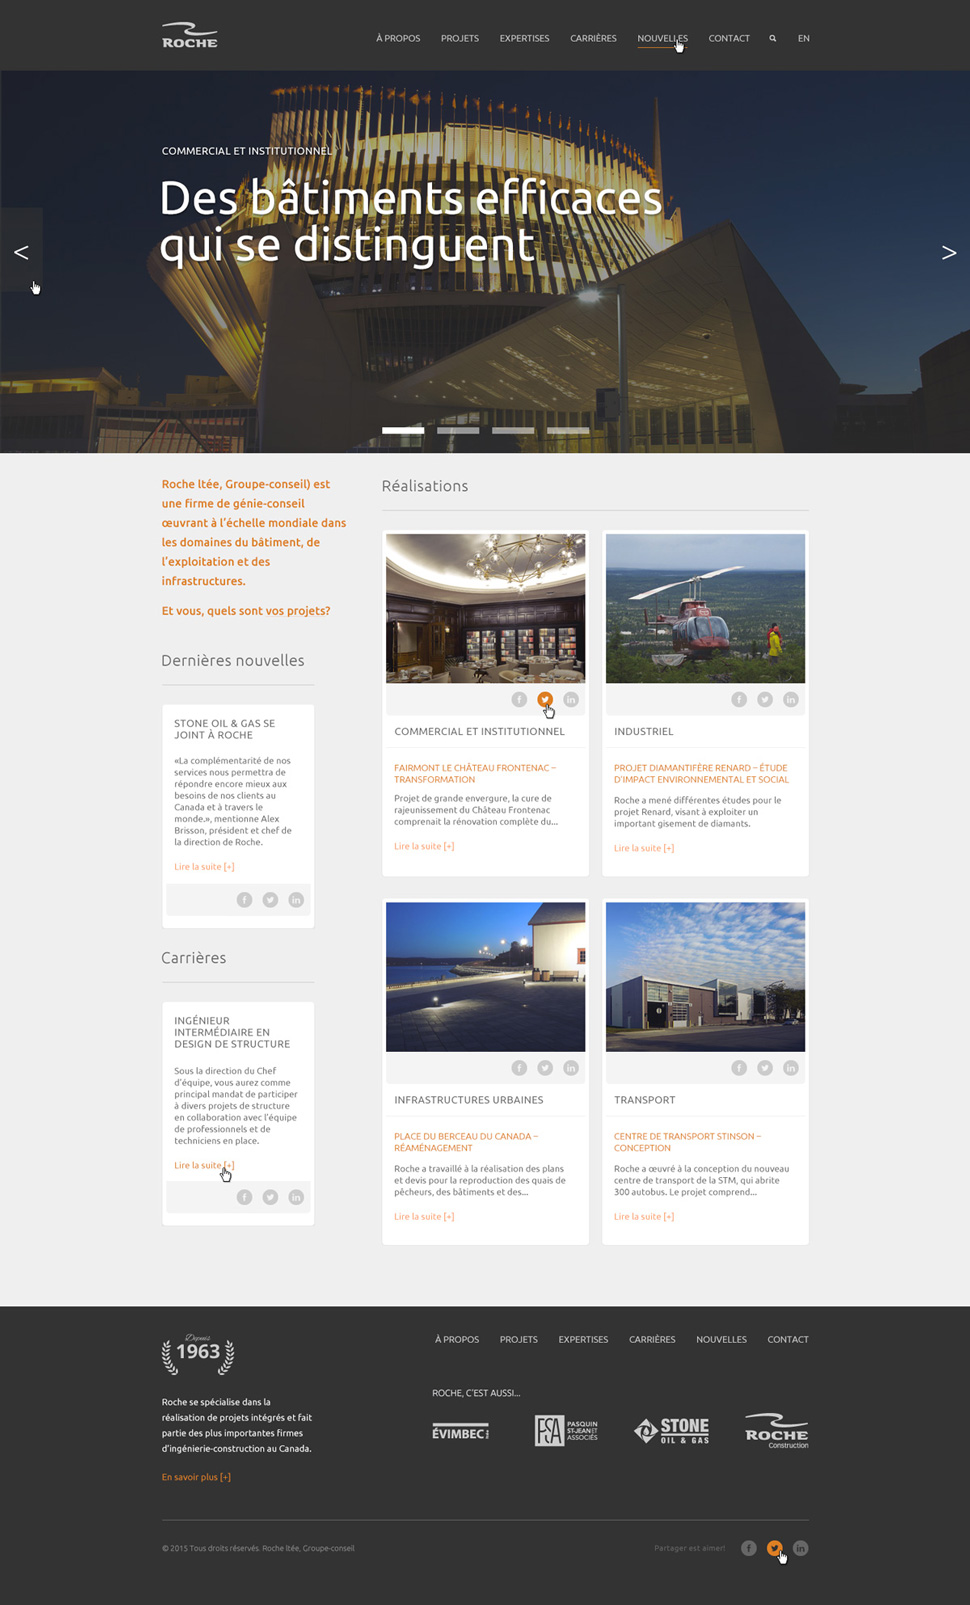 ROCHE
À PROPOS PROJETS EXPERTISES CARRIÈRES NOUVELLES CONTACT EN
COMMERCIAL ET INSTITUTIONNEL
Des bâtiments efficaces
qui se distinguent
< >
Roche ltée, Groupe-conseil) est
une firme de génie-conseil
œuvrant à l'échelle mondiale dans
les domaines du bâtiment, de
l'exploitation et des
infrastructures.
Et vous, quels sont vos projets?
Dernières nouvelles
STONE OIL & GAS SE
JOINT À ROCHE
«La complémentarité de nos
services nous permettra de
répondre encore mieux aux
besoins de nos clients au
Canada et à travers le
monde.», mentionne Alex
Brisson, président et chef de
la direction de Roche.
Lire la suite [+]
f in
Carrières
INGÉNIEUR
INTERMÉDIAIRE EN
DESIGN DE STRUCTURE
Sous la direction du Chef
d'équipe, vous aurez comme
principal mandat de participer
à divers projets de structure
en collaboration avec l'équipe
de professionnels et de
techniciens en place.
Lire la suite [+]
f in
Réalisations
f in
COMMERCIAL ET INSTITUTIONNEL
FAIRMONT LE CHÂTEAU FRONTENAC –
TRANSFORMATION
Projet de grande envergure, la cure de
rajeunissement du Château Frontenac
comprenait la rénovation complète du...
Lire la suite [+]
f in
INDUSTRIEL
PROJET DIAMANTIFÈRE RENARD – ÉTUDE
D'IMPACT ENVIRONNEMENTAL ET SOCIAL
Roche a mené différentes études pour le
projet Renard, visant à exploiter un
important gisement de diamants.
Lire la suite [+]
f in
INFRASTRUCTURES URBAINES
PLACE DU BERCEAU DU CANADA –
RÉAMÉNAGEMENT
Roche a travaillé à la réalisation des plans
et devis pour la reproduction des quais de
pêcheurs, des bâtiments et des...
Lire la suite [+]
f in
TRANSPORT
CENTRE DE TRANSPORT STINSON –
CONCEPTION
Roche a œuvré à la conception du nouveau
centre de transport de la STM, qui abrite
300 autobus. Le projet comprend...
Lire la suite [+]
Depuis
1963
Roche se spécialise dans la
réalisation de projets intégrés et fait
partie des plus importantes firmes
d'ingénierie-construction au Canada.
En savoir plus [+]
À PROPOS PROJETS EXPERTISES CARRIÈRES NOUVELLES CONTACT
ROCHE, C'EST AUSSI...
ÉVIMBEC
PSA PASQUIN
ST-JEAN ET
ASSOCIÉS
STONE
OIL & GAS
ROCHE
Construction
© 2015 Tous droits réservés. Roche ltée, Groupe-conseil
Partager est aimer!
f in